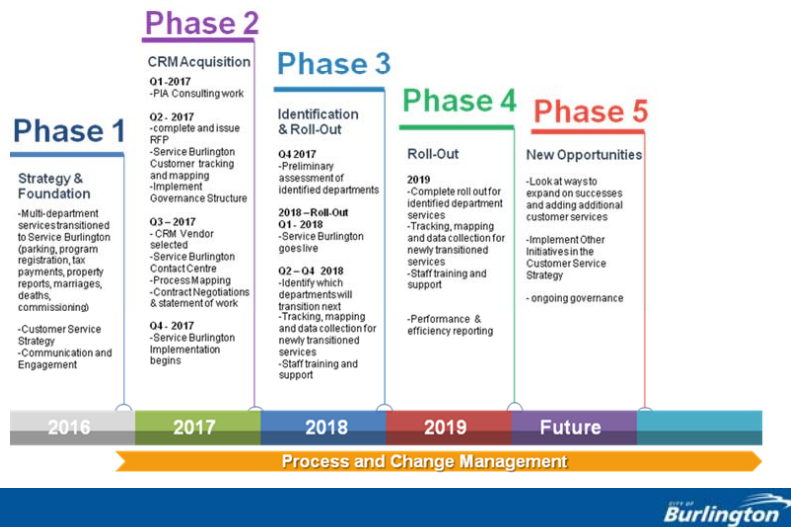 Phase 1
Strategy &
Foundation
-Multi-department
services transitioned
to Service Burlington
(parking, program
registration, tax
payments, property
reports, marriages,
deaths,
commissioning)
-Customer Service
Strategy
-Communication and
Engagement
Phase 2
CRM Acquisition
Q1-2017
-PIA Consulting work
Q2 - 2017
-complete and issue
RFP
-Service Burlington
Customer tracking
and mapping
-Implement
Governance Structure
Q3 – 2017
- CRM Vendor
selected
-Service Burlington
Contact Centre
-Process Mapping
-Contract Negotiations
& statement of work
Q4 - 2017
-Service Burlington
Implementation
begins
Phase 3
Identification
& Roll-Out
Q4 2017
-Preliminary
assessment of
identified departments
2018 – Roll-Out
Q1 - 2018
-Service Burlington
goes live
Q2 – Q4 2018
-Identify which
departments will
transition next
-Tracking, mapping
and data collection for
newly transitioned
services
-Staff training and
support
Phase 4
Roll-Out
2019
-Complete roll out for
identified department
services
-Tracking, mapping
and data collection for
newly transitioned
services
-Staff training and
support
-Performance &
efficiency reporting
Phase 5
New Opportunities
-Look at ways to
expand on successes
and adding additional
customer services
-Implement Other
Initiatives in the
Customer Service
Strategy
- ongoing governance
2016
2017
2018
2019
Future
Process and Change Management
CITY OF
Burlington